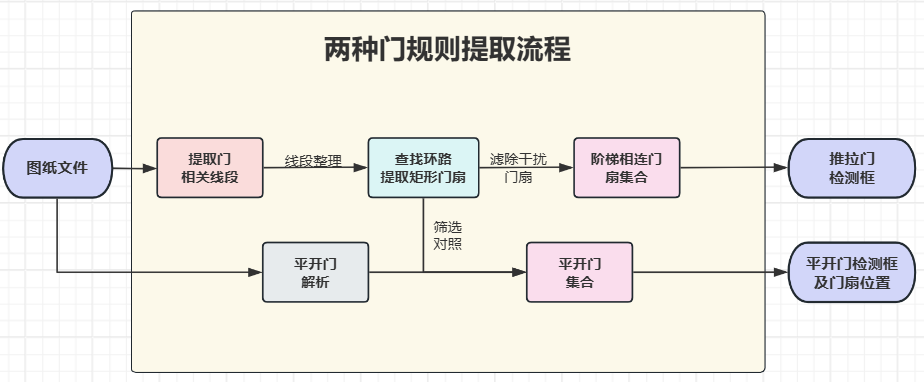 两种门规则提取流程
图纸文件
提取门
相关线段
线段整理
查找环路
提取矩形门扇
滤除干扰
门扇
阶梯相连门
扇集合
推拉门
检测框
筛选
对照
平开门
解析
平开门
集合
平开门检测框
及门扇位置